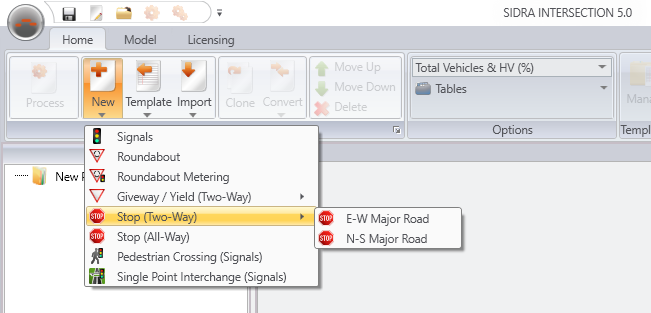 SIDRA INTERSECTION 5.0
Home Model Licensing
Process New Template Import Clone Convert Move Up Move Down Delete
Total Vehicles & HV (%)
Tables
Options
New
Signals
Roundabout
Roundabout Metering
Giveway / Yield (Two-Way)
Stop (Two-Way)
E-W Major Road
N-S Major Road
Stop (All-Way)
Pedestrian Crossing (Signals)
Single Point Interchange (Signals)